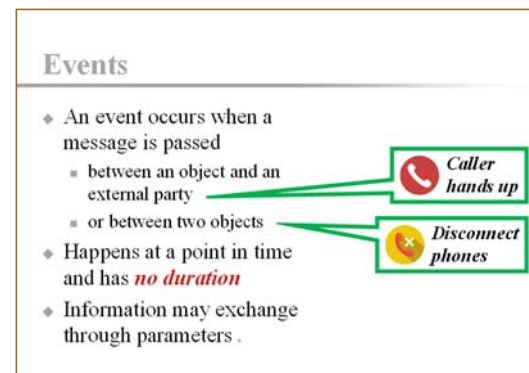 Events
◆ An event occurs when a
message is passed
■ between an object and an
external party
■ or between two objects
◆ Happens at a point in time
and has no duration
◆ Information may exchange
through parameters .
Caller
hands up
Disconnect
phones